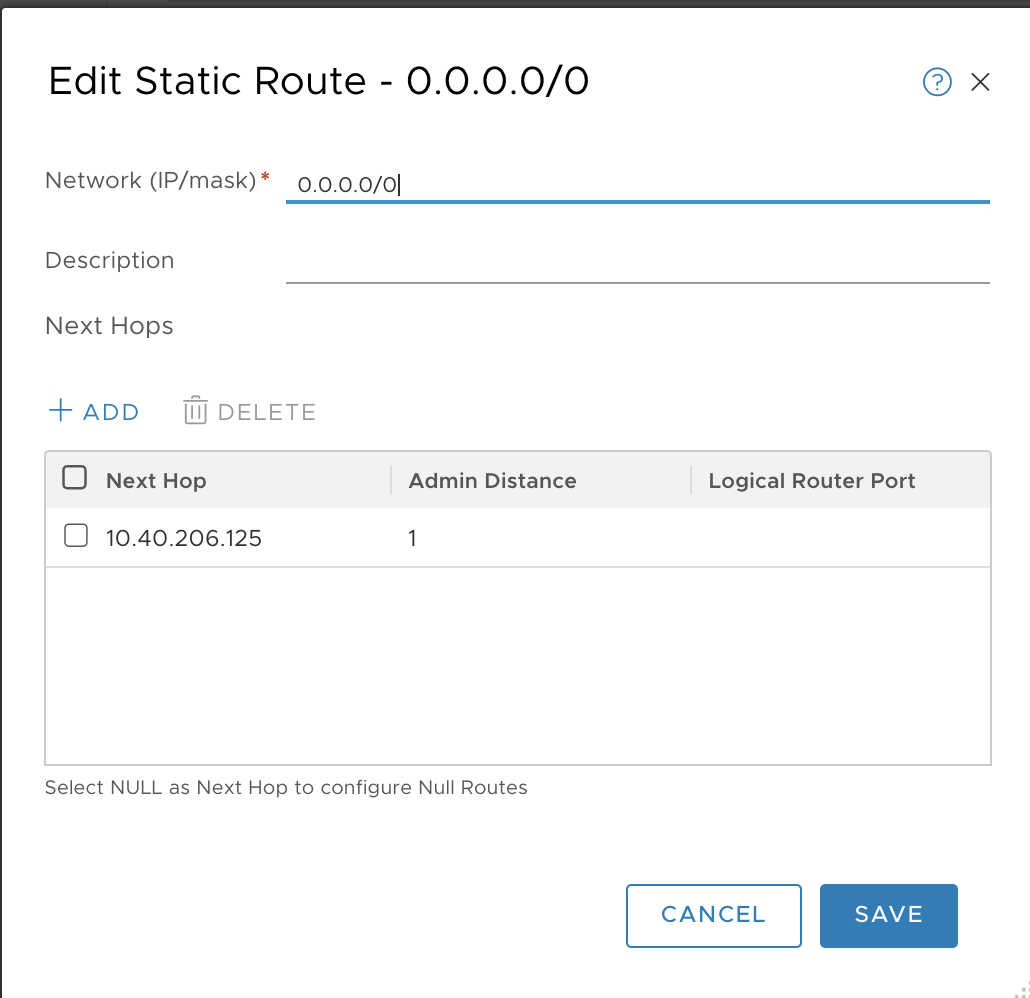 Edit Static Route - 0.0.0.0/0
Network (IP/mask)* 0.0.0.0/0
Description
Next Hops
+ ADD DELETE
Next Hop Admin Distance Logical Router Port
10.40.206.125 1
Select NULL as Next Hop to configure Null Routes
CANCEL SAVE